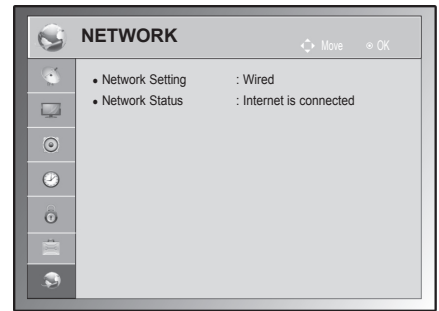 NETWORK
Move
OK
• Network Setting : Wired
• Network Status : Internet is connected